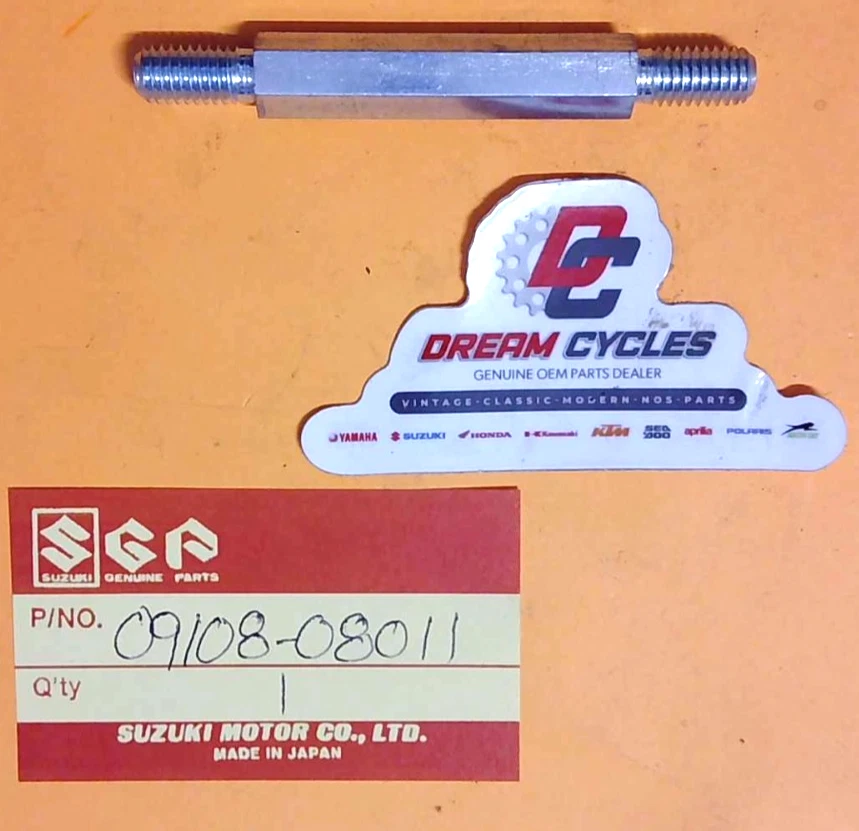 DC
DREAM CYCLES
GENUINE OEM PARTS DEALER
VINTAGE-CLASSIC-MODERN-NOS-PARTS
YAMAHA SUZUKI HONDA Kawasaki KTM SEA DOO aprilia POLARIS
SGP
SUZUKI GENUINE PARTS
P/NO. 09108-08011
Q'ty 1
SUZUKI MOTOR CO., LTD.
MADE IN JAPAN